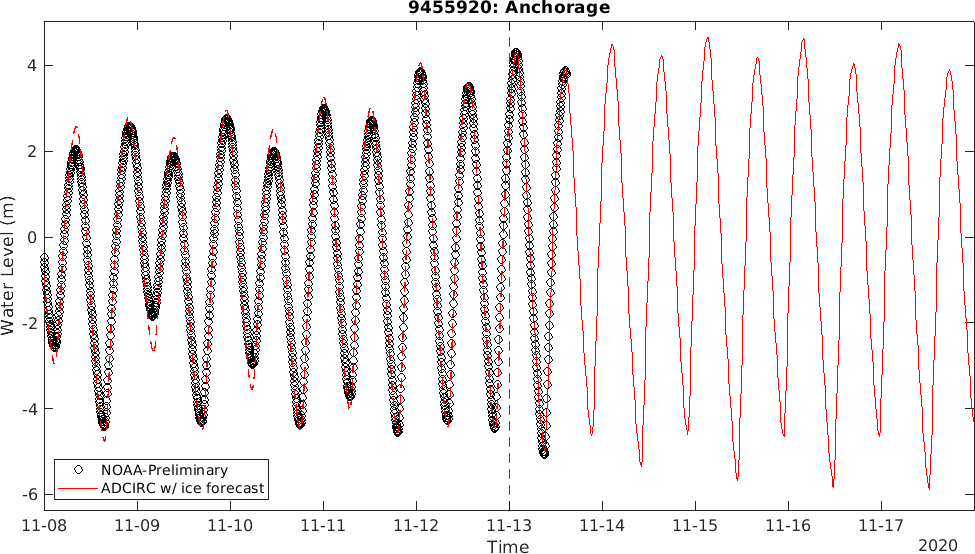 9455920: Anchorage
Water Level (m)
4
2
0
-2
-4
-6
NOAA-Preliminary
ADCIRC w/ ice forecast
11-08 11-09 11-10 11-11 11-12 11-13 11-14 11-15 11-16 11-17
Time
2020